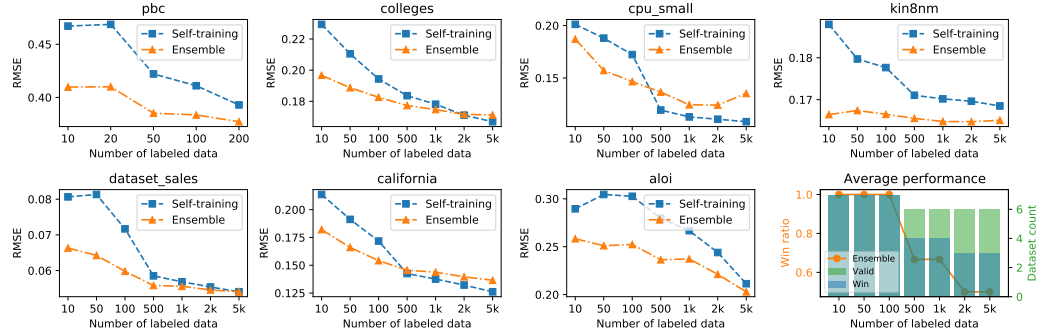 pbc
RMSE
0.45
0.40
Self-training
Ensemble
10 20 50 100 200
Number of labeled data
colleges
RMSE
0.22
0.20
0.18
Self-training
Ensemble
10 50 100 500 1k 2k 5k
Number of labeled data
cpu_small
RMSE
0.20
0.15
Self-training
Ensemble
10 50 100 500 1k 2k 5k
Number of labeled data
kin8nm
RMSE
0.18
0.17
Self-training
Ensemble
10 50 100 500 1k 2k 5k
Number of labeled data
dataset_sales
RMSE
0.08
0.07
0.06
Self-training
Ensemble
10 50 100 500 1k 2k 5k
Number of labeled data
california
RMSE
0.200
0.175
0.150
0.125
Self-training
Ensemble
10 50 100 500 1k 2k 5k
Number of labeled data
aloi
RMSE
0.30
0.25
0.20
Self-training
Ensemble
10 50 100 500 1k 2k 5k
Number of labeled data
Average performance
Win ratio
1.0
0.8
0.6
Ensemble
Valid
Win
6
4
2
0
Dataset count
10 50 100 500 1k 2k 5k
Number of labeled data